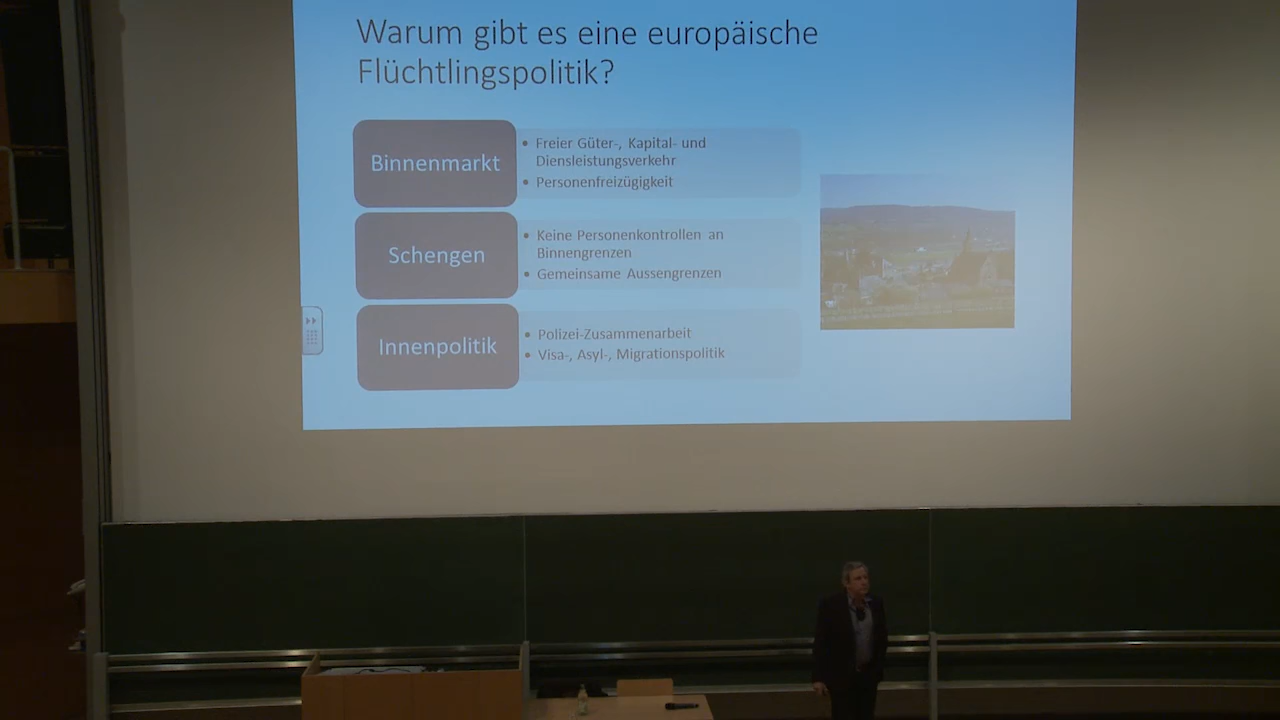 Warum gibt es eine europäische
Flüchtlingspolitik?
Binnenmarkt
• Freier Güter-, Kapital- und
Diensleistungsverkehr
• Personenfreizügigkeit
Schengen
• Keine Personenkontrollen an
Binnengrenzen
• Gemeinsame Aussengrenzen
Innenpolitik
• Polizei-Zusammenarbeit
• Visa-, Asyl-, Migrationspolitik